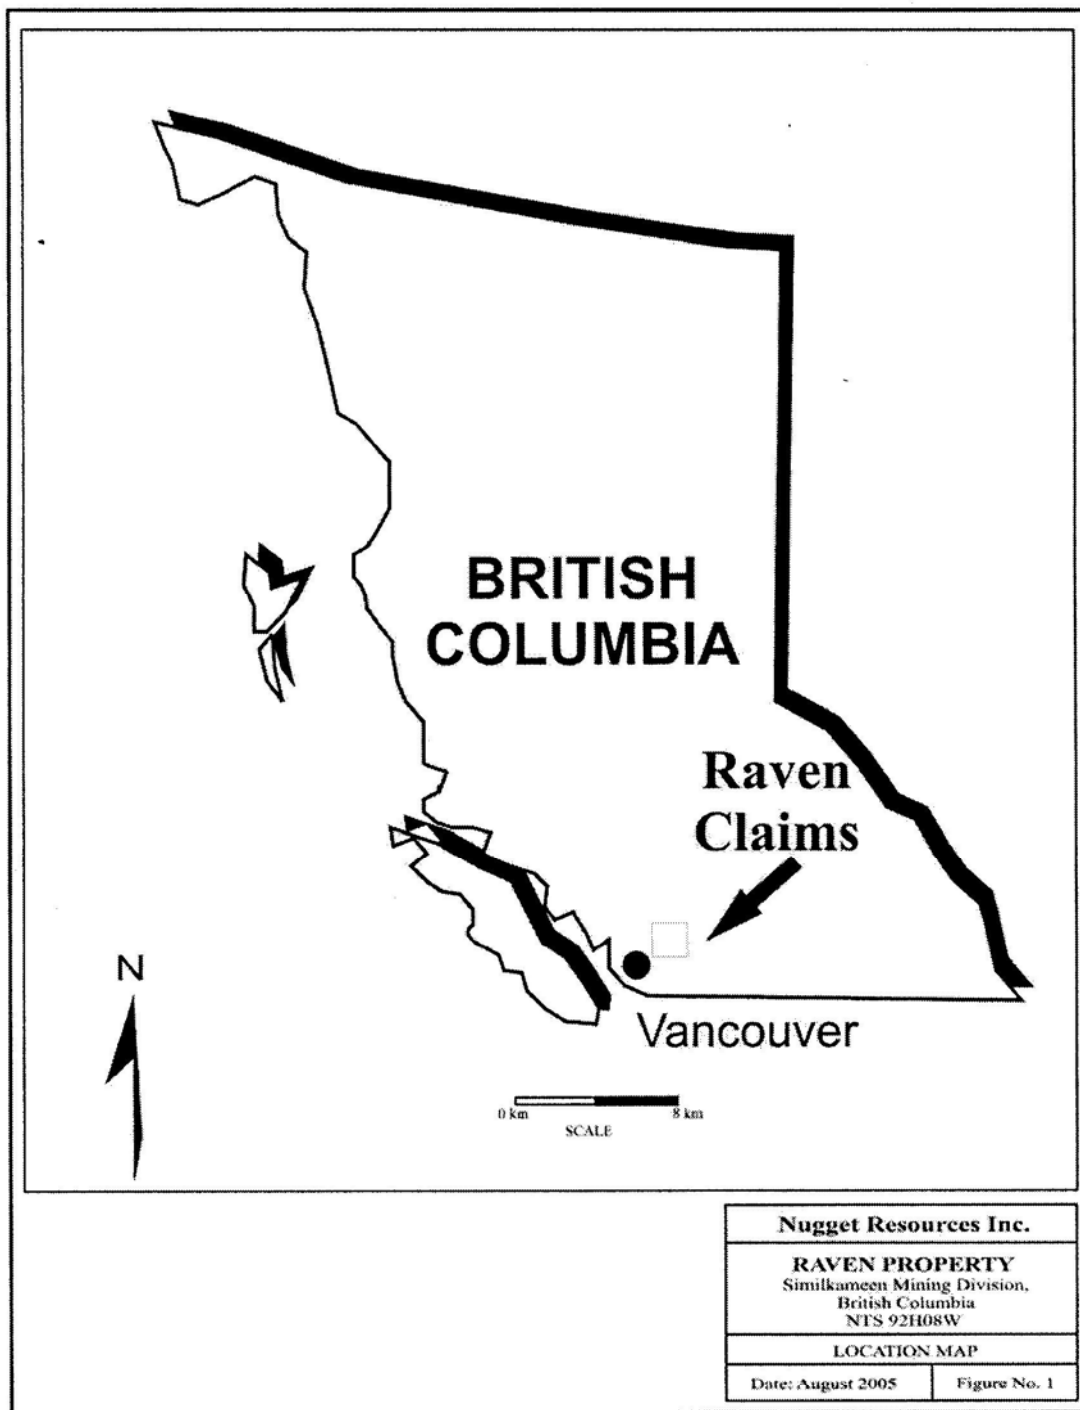 BRITISH
COLUMBIA
Raven
Claims
N
Vancouver
0 km 8 km
SCALE
Nugget Resources Inc.
RAVEN PROPERTY
Similkameen Mining Division,
British Columbia
NTS 92H08W
LOCATION MAP
Date: August 2005 Figure No. 1